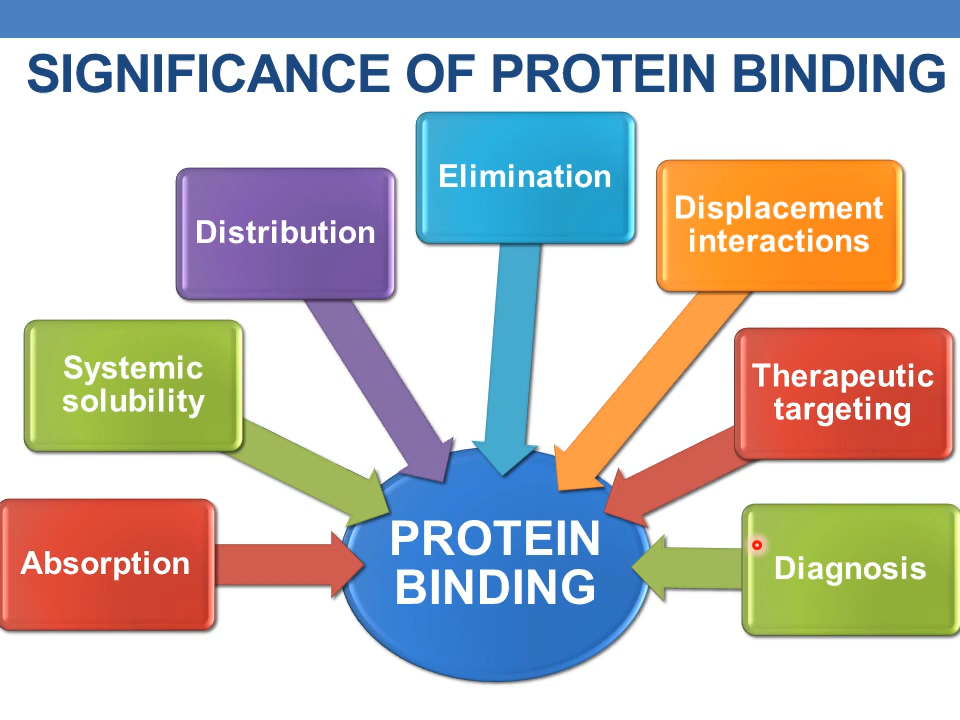 SIGNIFICANCE OF PROTEIN BINDING
Elimination
Distribution
Displacement
interactions
Systemic
solubility
Therapeutic
targeting
Absorption
PROTEIN
BINDING
Diagnosis